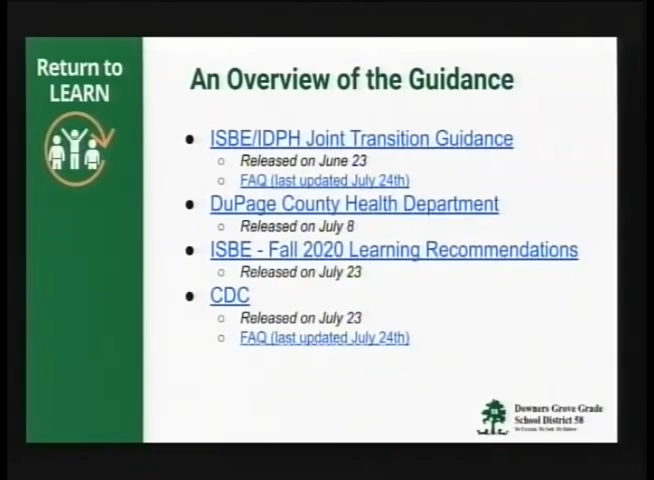 Return to
LEARN
An Overview of the Guidance
● ISBE/IDPH Joint Transition Guidance
○ Released on June 23
○ FAQ (last updated July 24th)
● DuPage County Health Department
○ Released on July 8
● ISBE - Fall 2020 Learning Recommendations
○ Released on July 23
● CDC
○ Released on July 23
○ FAQ (last updated July 24th)
Downers Grove Grade
School District 58